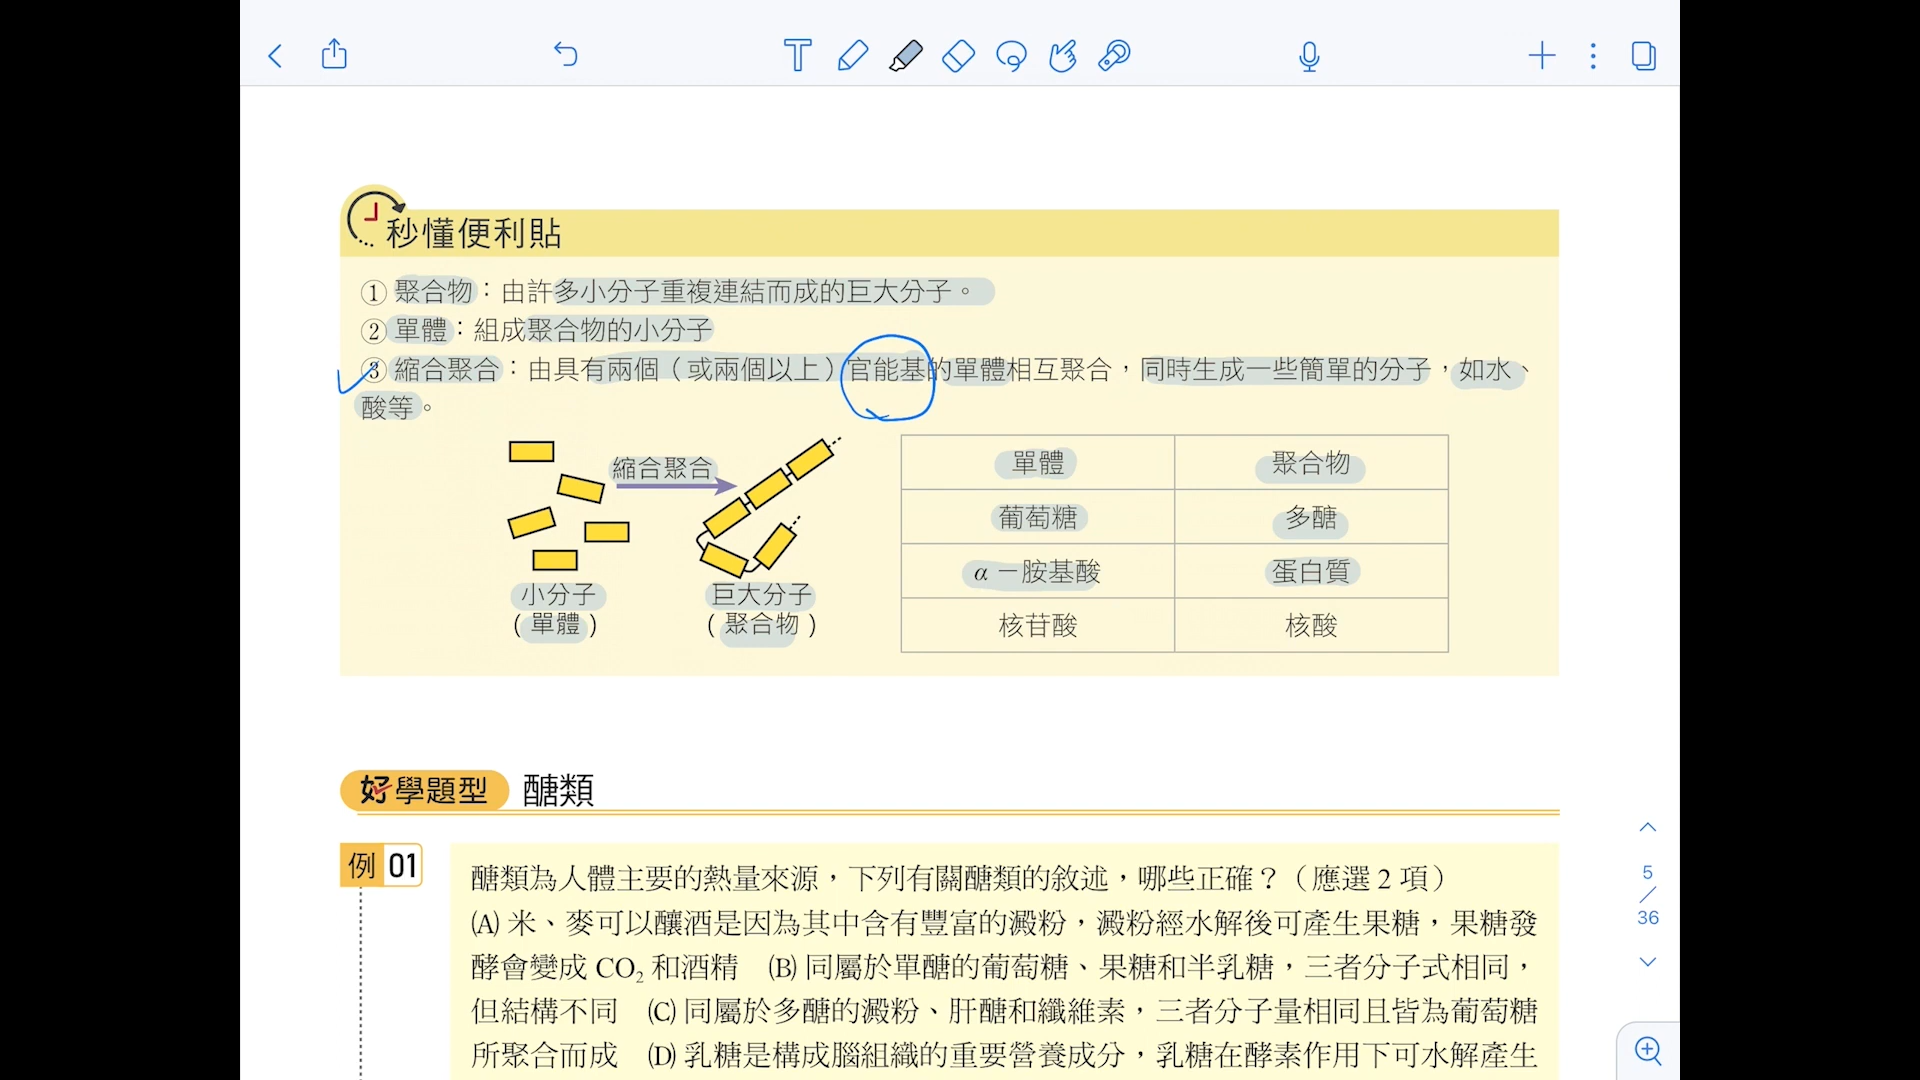 秒懂便利貼
① 聚合物：由許多小分子重複連結而成的巨大分子。
② 單體：組成聚合物的小分子
③ 縮合聚合：由具有兩個（或兩個以上）官能基的單體相互聚合，同時生成一些簡單的分子，如水、
酸等。
縮合聚合
小分子
（單體）
巨大分子
（聚合物）
單體 聚合物
葡萄糖 多醣
α－胺基酸 蛋白質
核苷酸 核酸
好學題型 醣類
例 01
醣類為人體主要的熱量來源，下列有關醣類的敘述，哪些正確？（應選 2 項）
(A) 米、麥可以釀酒是因為其中含有豐富的澱粉，澱粉經水解後可產生果糖，果糖發
酵會變成 CO₂ 和酒精 (B) 同屬於單醣的葡萄糖、果糖和半乳糖，三者分子式相同，
但結構不同 (C) 同屬於多醣的澱粉、肝醣和纖維素，三者分子量相同且皆為葡萄糖
所聚合而成 (D) 乳糖是構成腦組織的重要營養成分，乳糖在酵素作用下可水解產生
5
/
36